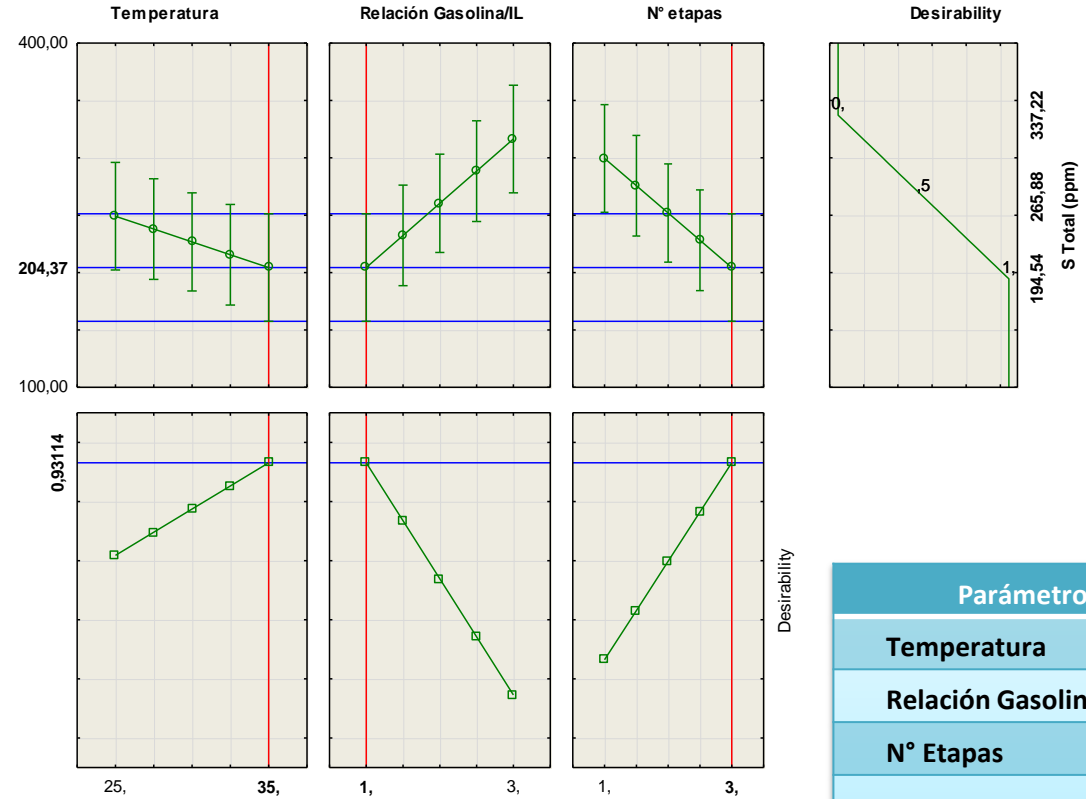 Temperatura
Relación Gasolina/IL
N° etapas
Desirability
400,00
204,37
100,00
0,
,5
1,
337,22
265,88
194,54
S Total (ppm)
0,93114
Desirability
25,
35,
1,
3,
1,
3,
Parámetro
Temperatura
Relación Gasolin
N° Etapas